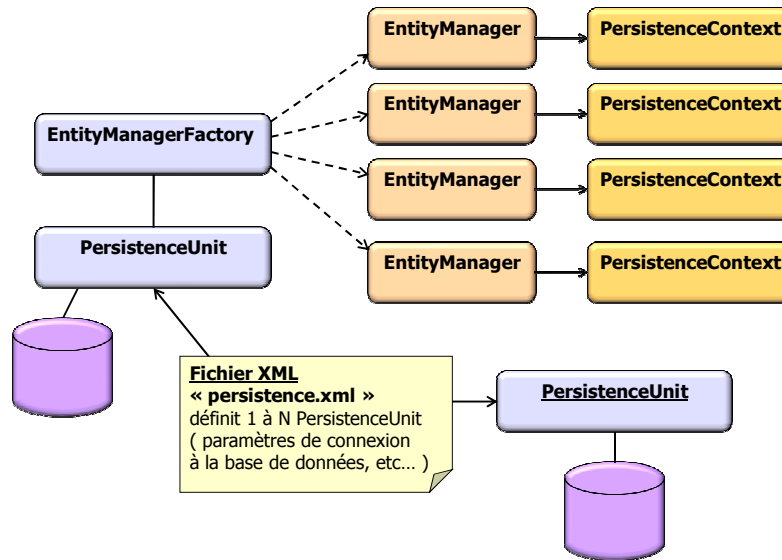 EntityManager
PersistenceContext
EntityManager
PersistenceContext
EntityManagerFactory
EntityManager
PersistenceContext
PersistenceUnit
EntityManager
PersistenceContext
Fichier XML
« persistence.xml »
définit 1 à N PersistenceUnit
( paramètres de connexion
à la base de données, etc... )
PersistenceUnit